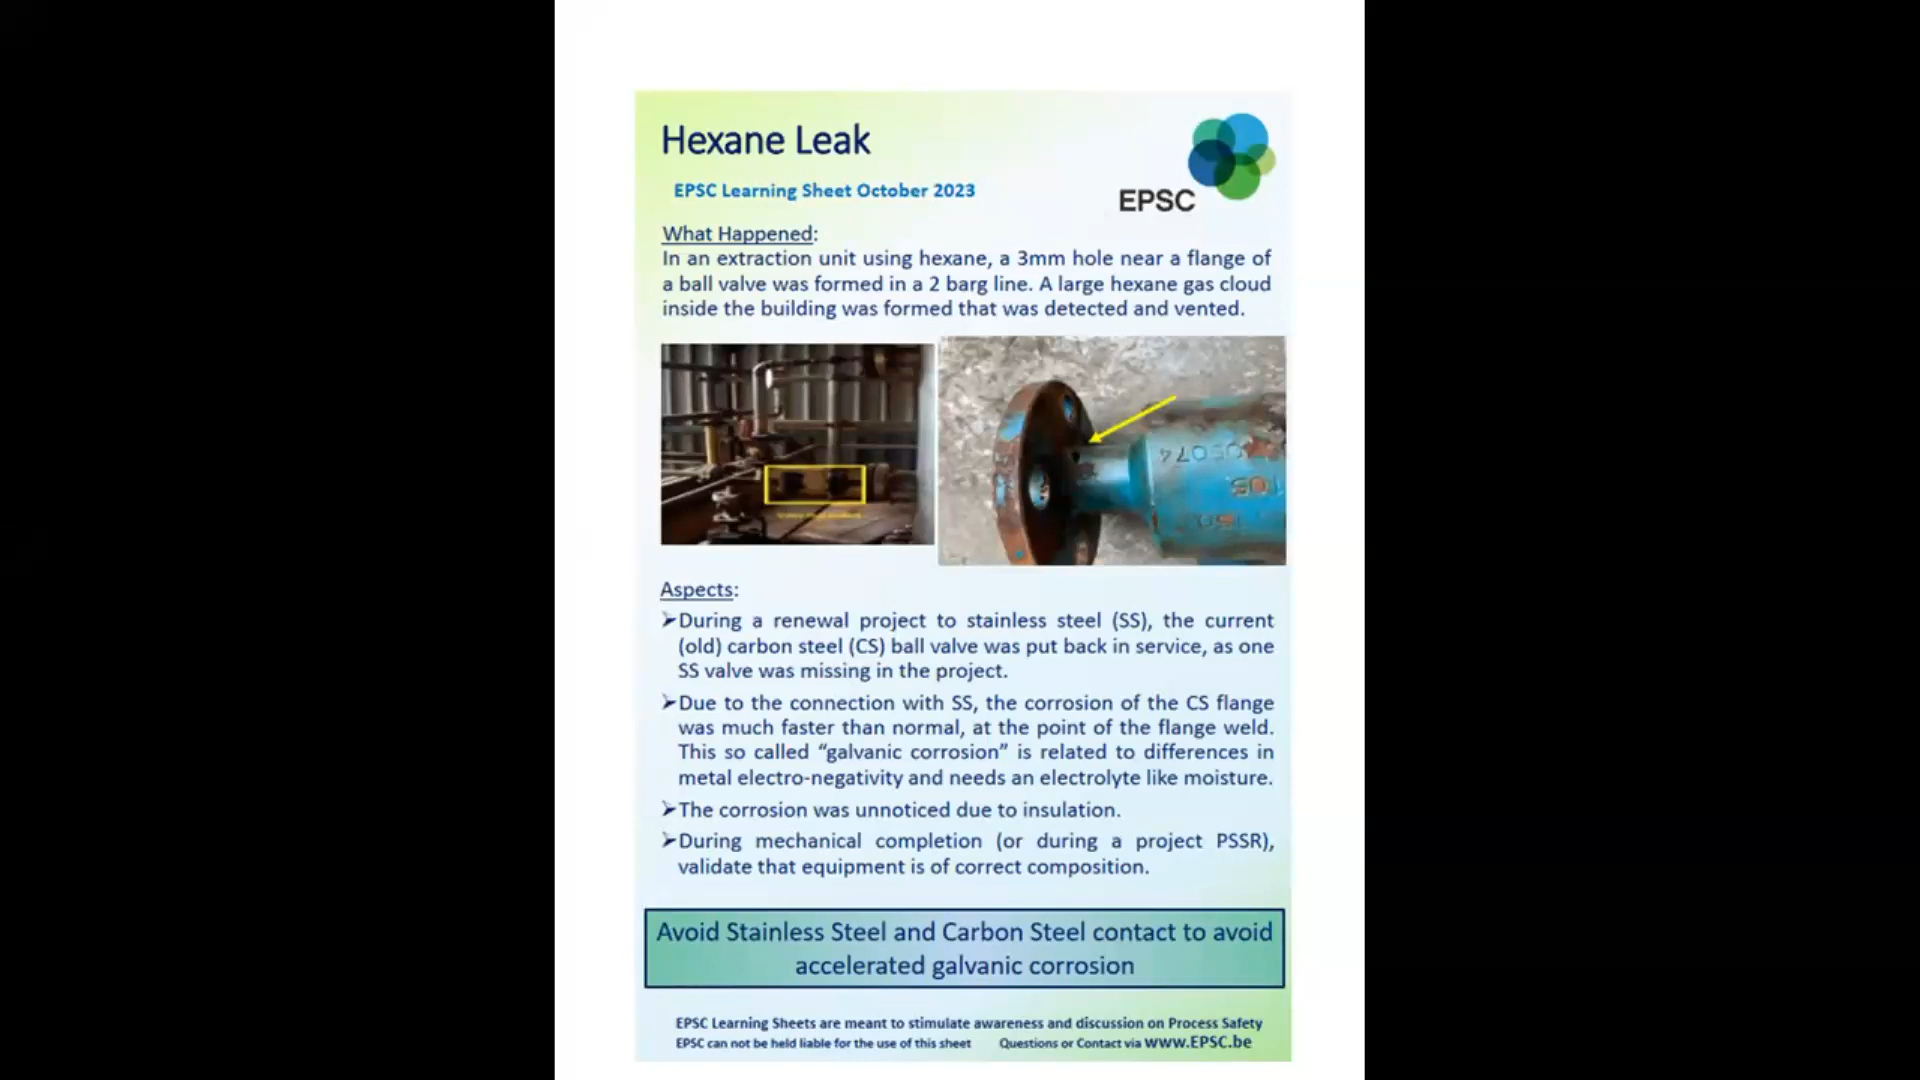 Hexane Leak
EPSC Learning Sheet October 2023
EPSC
What Happened:
In an extraction unit using hexane, a 3mm hole near a flange of
a ball valve was formed in a 2 barg line. A large hexane gas cloud
inside the building was formed that was detected and vented.
Aspects:
➢During a renewal project to stainless steel (SS), the current
(old) carbon steel (CS) ball valve was put back in service, as one
SS valve was missing in the project.
➢Due to the connection with SS, the corrosion of the CS flange
was much faster than normal, at the point of the flange weld.
This so called “galvanic corrosion” is related to differences in
metal electro-negativity and needs an electrolyte like moisture.
➢The corrosion was unnoticed due to insulation.
➢During mechanical completion (or during a project PSSR),
validate that equipment is of correct composition.
Avoid Stainless Steel and Carbon Steel contact to avoid
accelerated galvanic corrosion
EPSC Learning Sheets are meant to stimulate awareness and discussion on Process Safety
EPSC can not be held liable for the use of this sheet Questions or Contact via www.EPSC.be